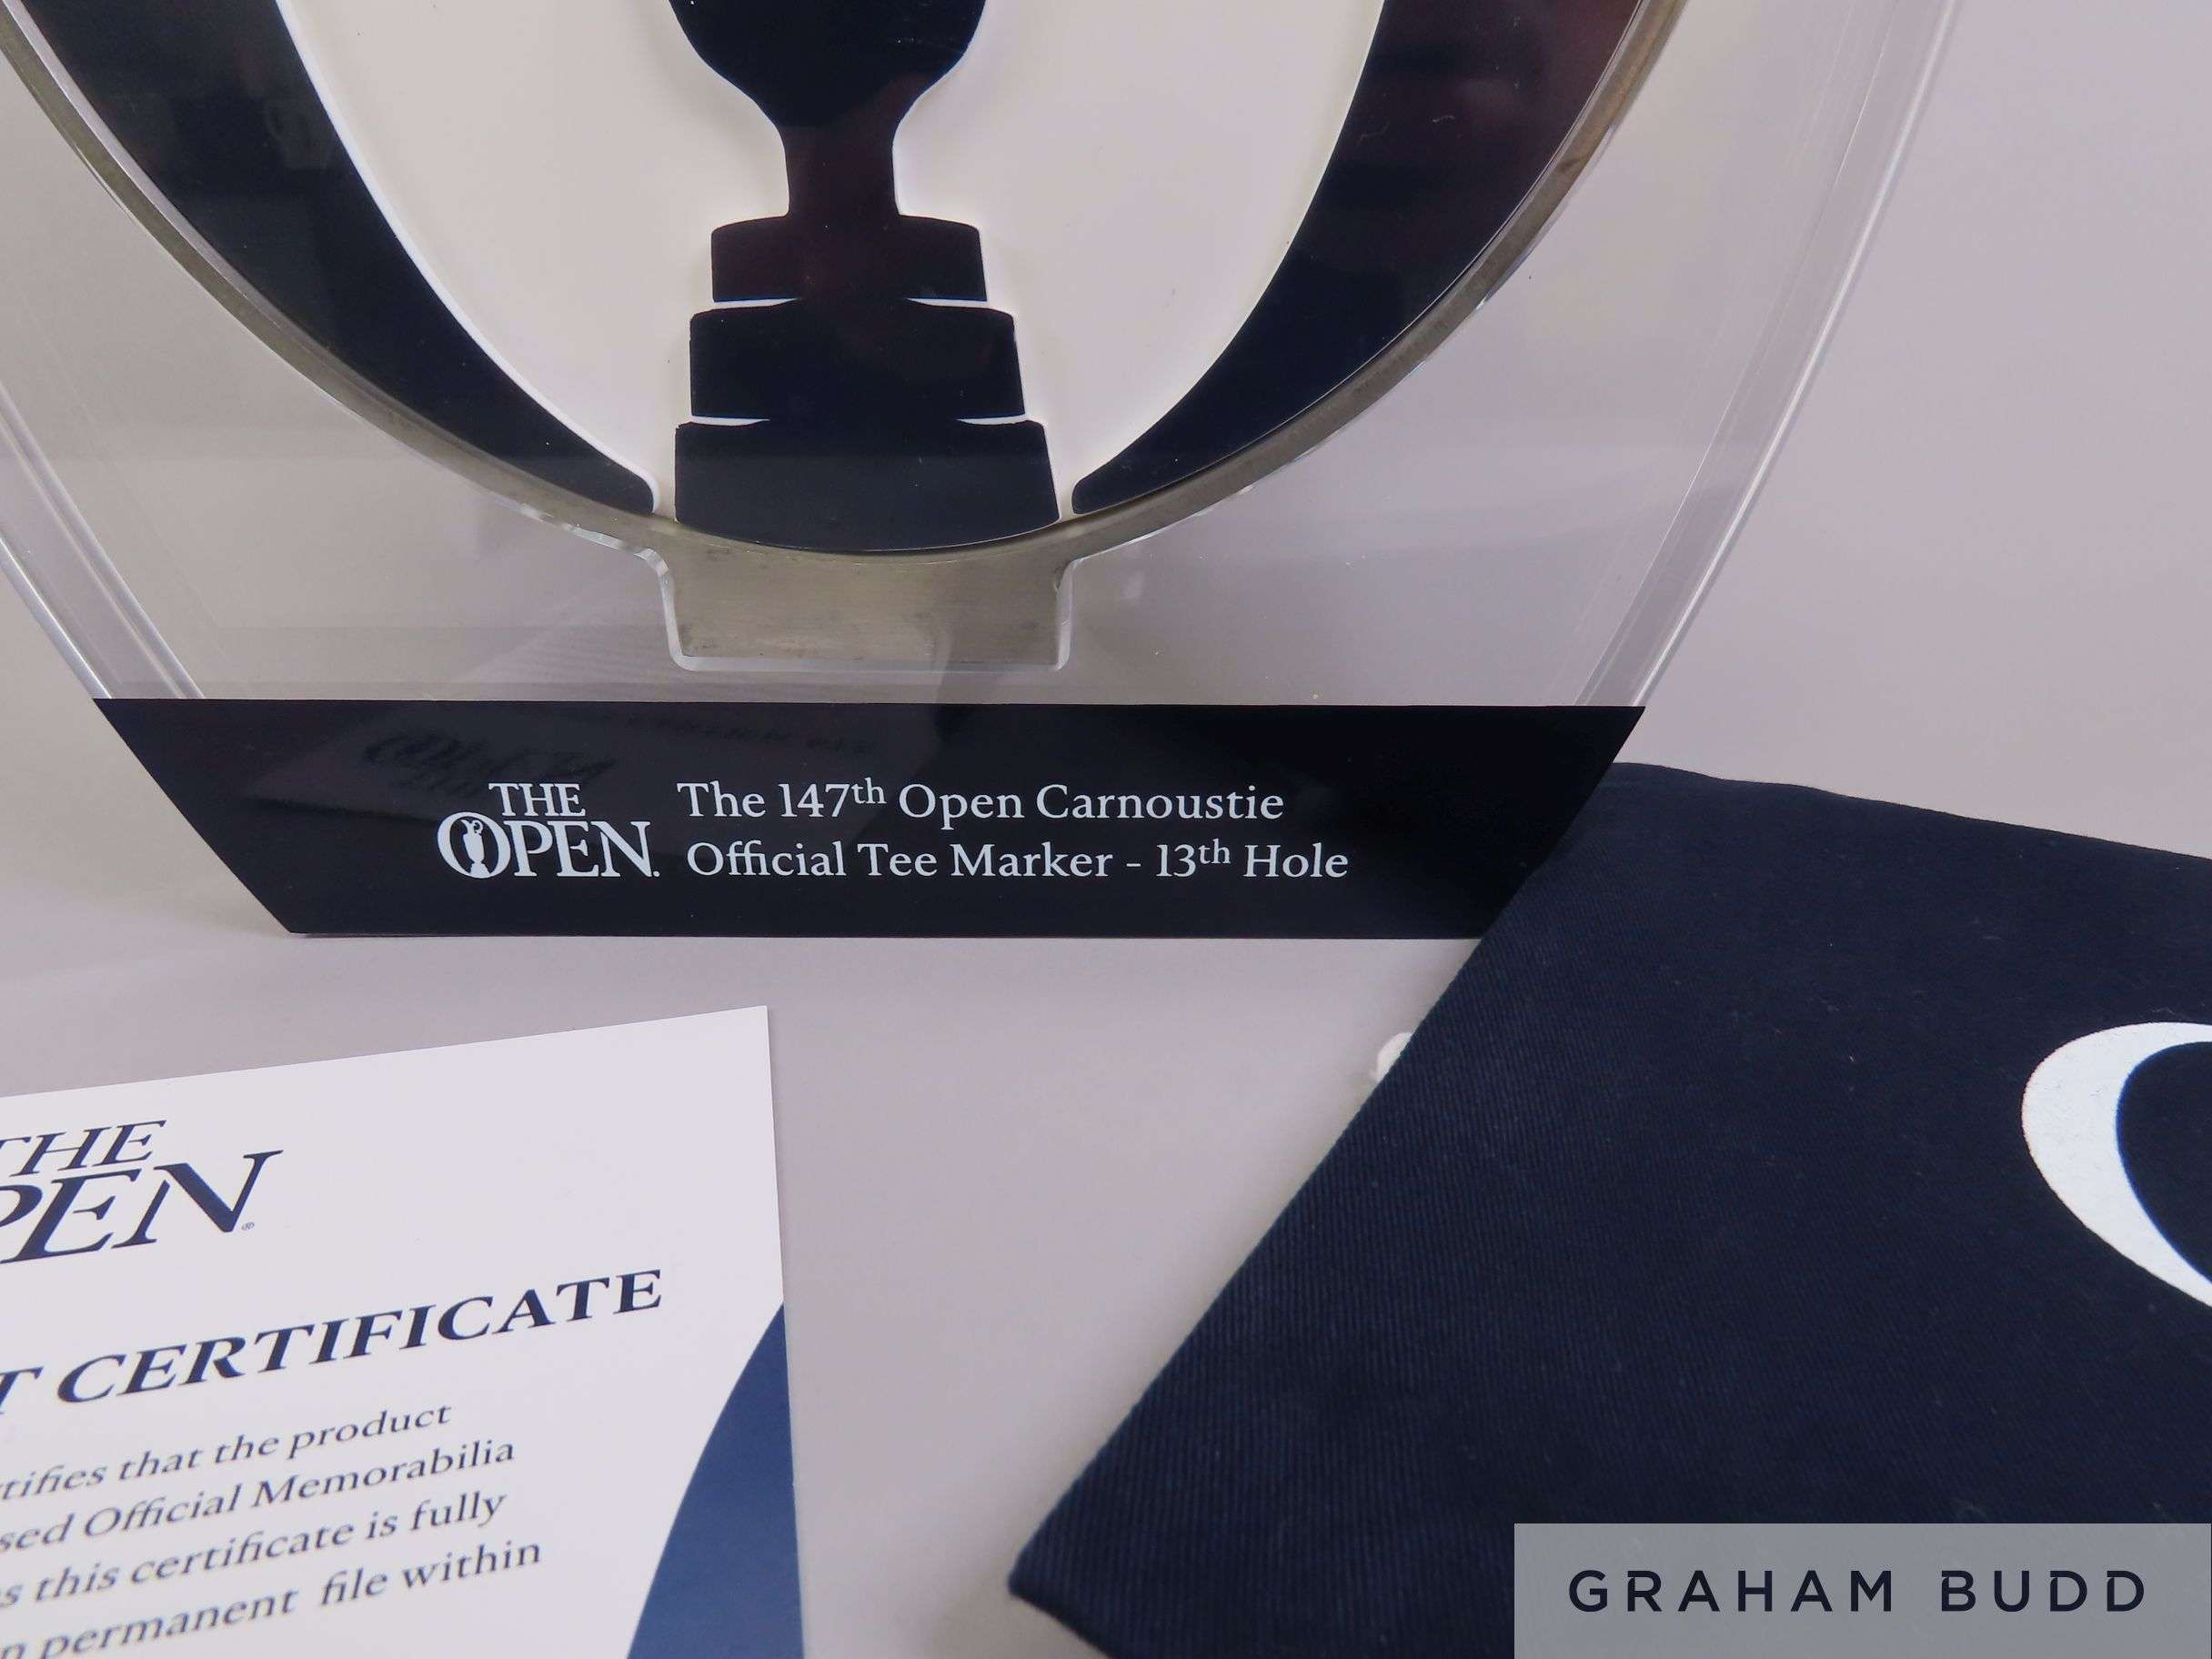 THE
OPEN.
The 147th Open Carnoustie
Official Tee Marker - 13th Hole
THE
PEN®
T CERTIFICATE
tifies that the product
sed Official Memorabilia
s this certificate is fully
n permanent file within
GRAHAM BUDD